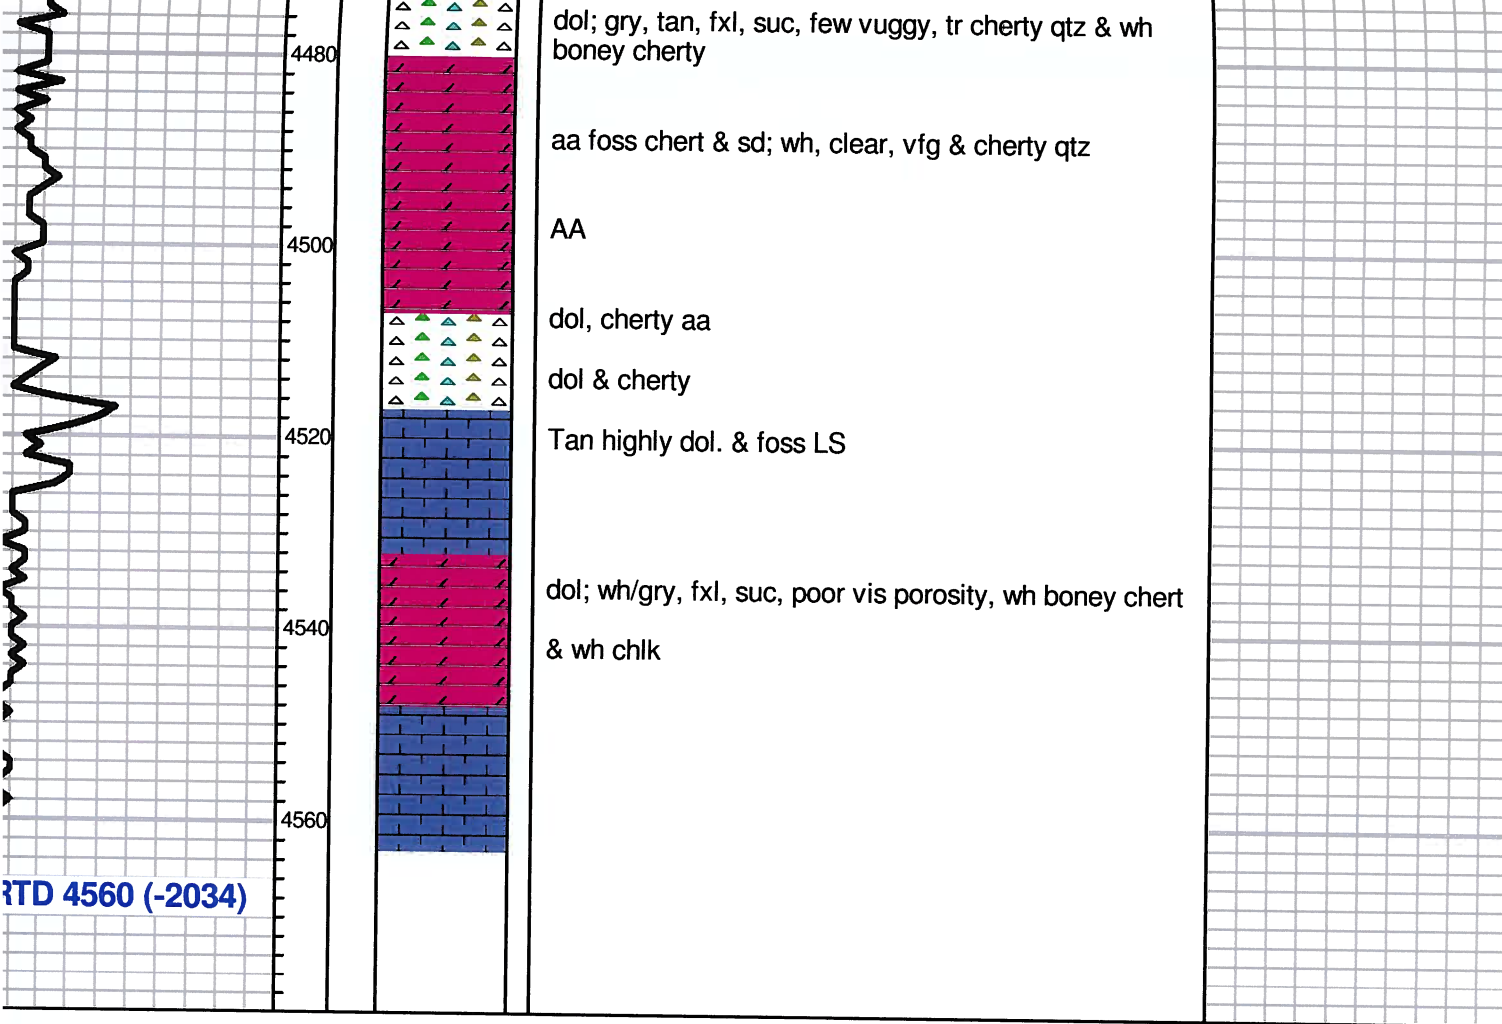 dol; gry, tan, fxl, suc, few vuggy, tr cherty qtz & wh
boney cherty
4480
aa foss chert & sd; wh, clear, vfg & cherty qtz
AA
4500
dol, cherty aa
dol & cherty
4520
Tan highly dol. & foss LS
dol; wh/gry, fxl, suc, poor vis porosity, wh boney chert
4540
& wh chlk
4560
RTD 4560 (-2034)